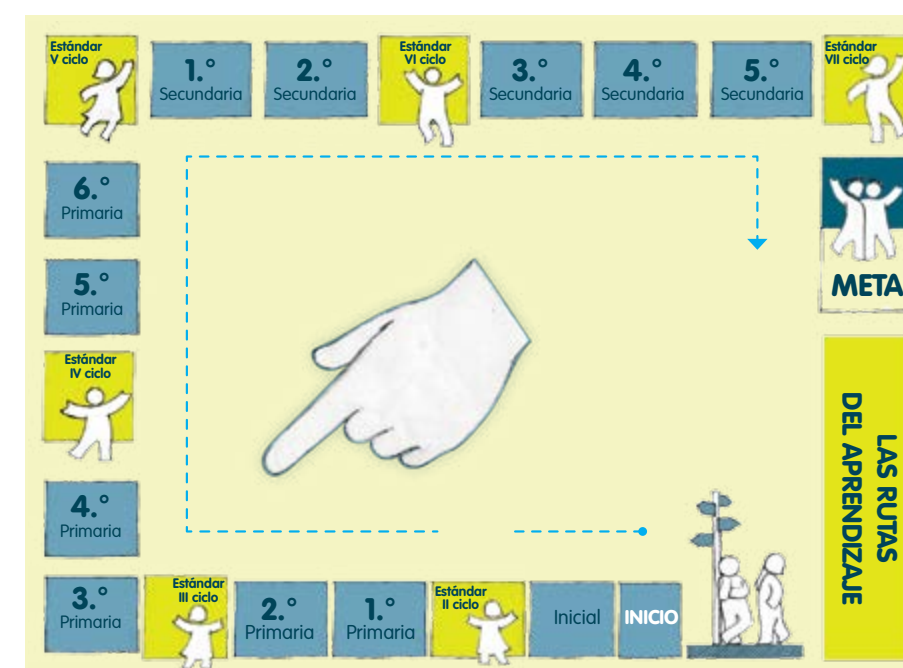 Estándar
V ciclo
1.°
Secundaria
2.°
Secundaria
Estándar
VI ciclo
3.°
Secundaria
4.°
Secundaria
5.°
Secundaria
Estándar
VII ciclo
6.°
Primaria
5.°
Primaria
Estándar
IV ciclo
4.°
Primaria
3.°
Primaria
Estándar
III ciclo
2.°
Primaria
1.°
Primaria
Estándar
II ciclo
Inicial
INICIO
META
LAS RUTAS
DEL APRENDIZAJE